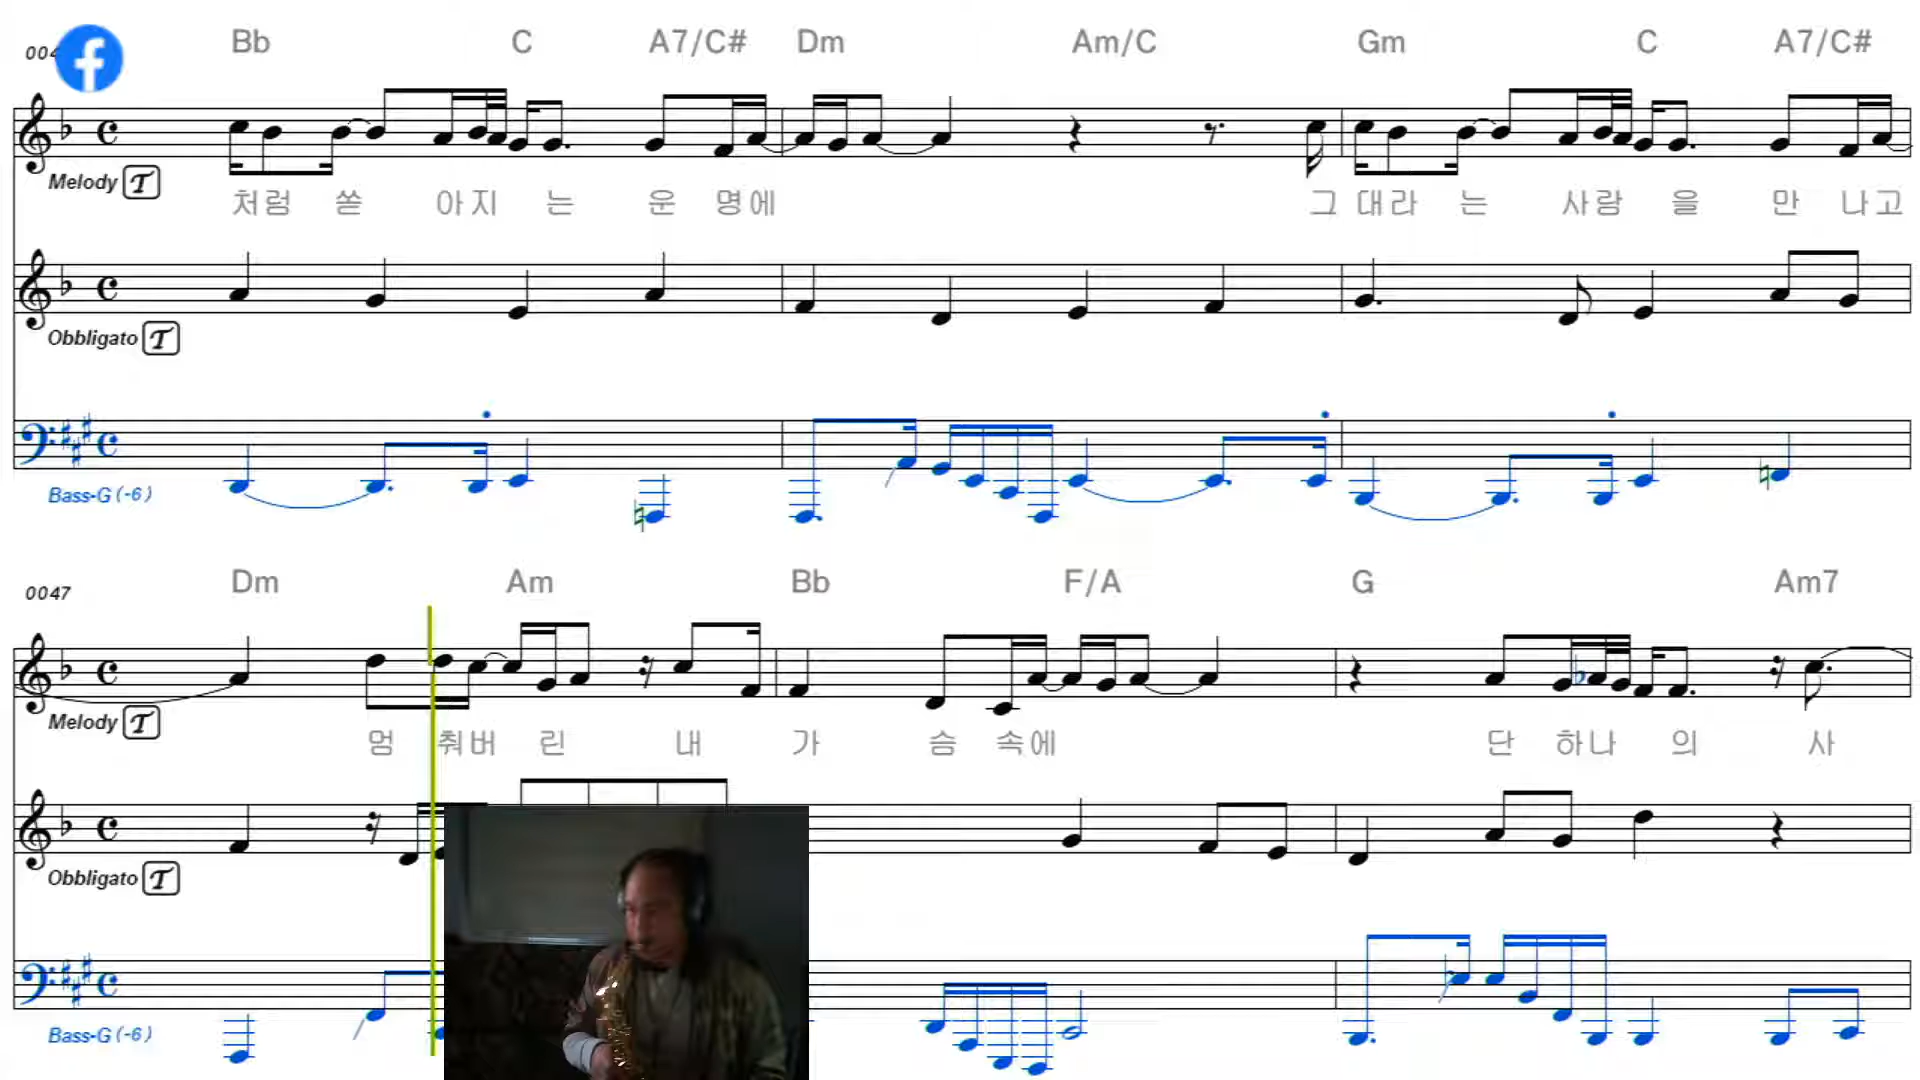 Bb C A7/C# Dm Am/C Gm C A7/C#
Melody T
처럼 쏟 아지 는 운 명에 그 대라 는 사랑 을 만 나고
Obbligato T
Bass-G (-6)
0047
Dm Am Bb F/A G Am7
Melody T
멈 춰버 린 내 가 슴 속에 단 하나 의 사
Obbligato T
Bass-G (-6)